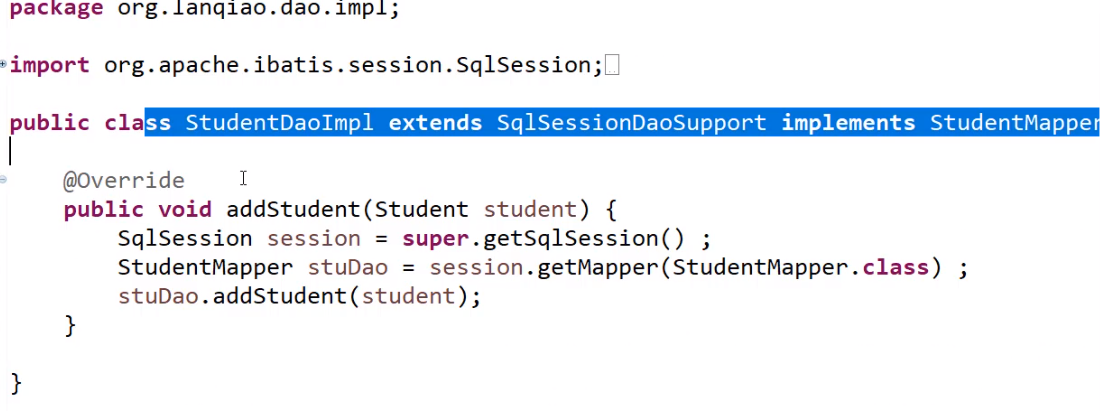 package org.lanqiao.dao.impl;
import org.apache.ibatis.session.SqlSession;
public class StudentDaoImpl extends SqlSessionDaoSupport implements StudentMapper
@Override
public void addStudent(Student student) {
SqlSession session = super.getSqlSession() ;
StudentMapper stuDao = session.getMapper(StudentMapper.class) ;
stuDao.addStudent(student);
}
}